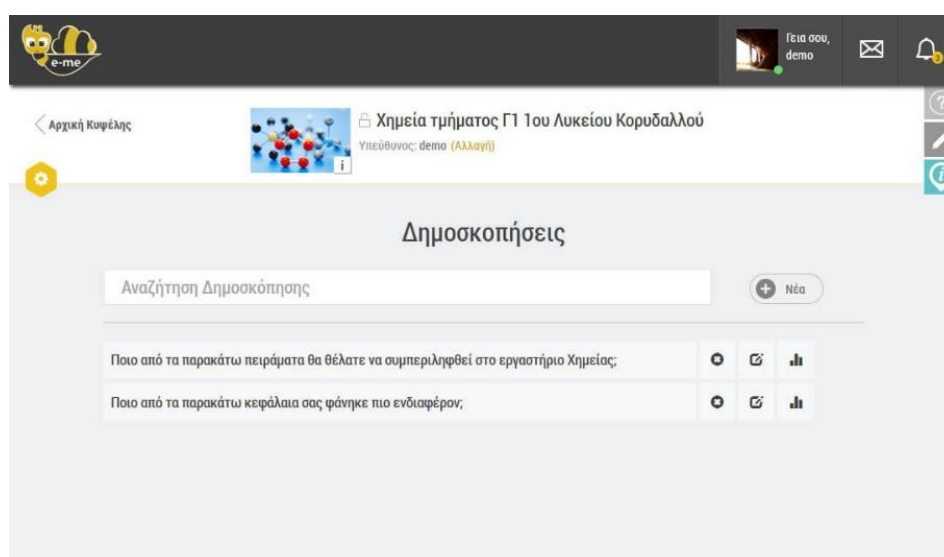 e-me
Γεια σου,
demo
Αρχική Κυψέλης
Χημεία τμήματος Γ1 1ου Λυκείου Κορυδαλλού
Υπεύθυνος: demo (Αλλαγή)
i
Δημοσκοπήσεις
Αναζήτηση Δημοσκόπησης
Νέα
Ποιο από τα παρακάτω πειράματα θα θέλατε να συμπεριληφθεί στο εργαστήριο Χημείας;
Ποιο από τα παρακάτω κεφάλαια σας φάνηκε πιο ενδιαφέρον;